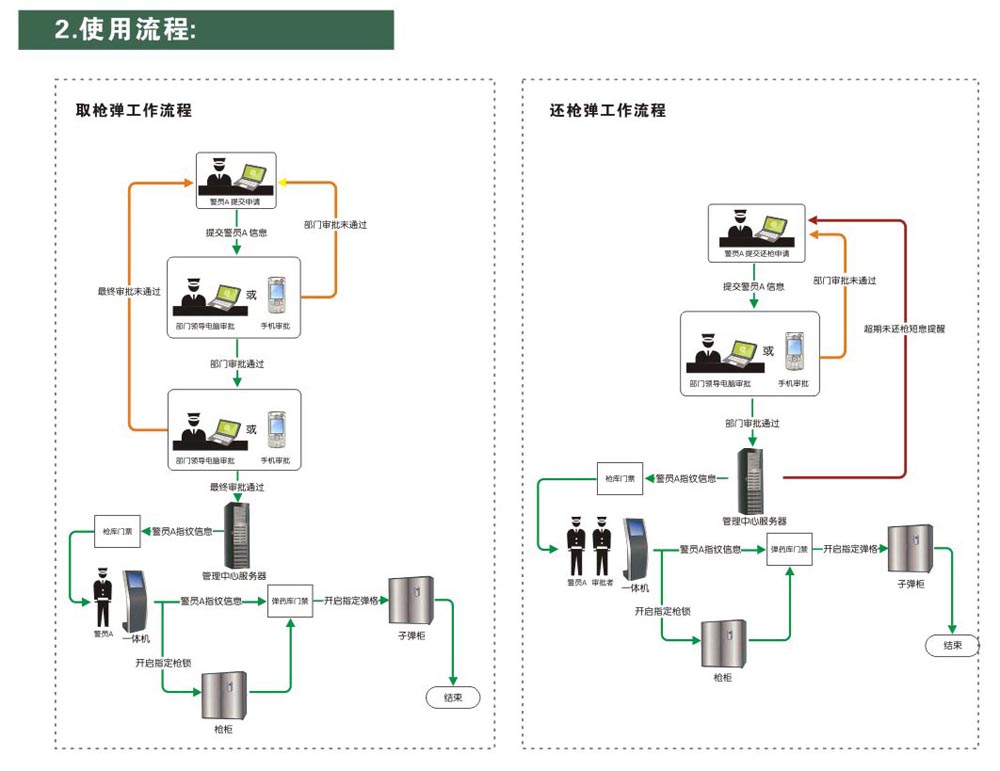 2.使用流程:
取枪弹工作流程
警员A 提交申请
提交警员A 信息
部门审批未通过
最终审批未通过
或
部门领导电脑审批
手机审批
部门审批通过
或
部门领导电脑审批
手机审批
最终审批通过
枪库门票
警员A指纹信息
管理中心服务器
警员A
一体机
警员A指纹信息
弹药库门禁
开启指定弹格
子弹柜
开启指定枪锁
枪柜
结束
还枪弹工作流程
警员A 提交还枪申请
提交警员A 信息
部门审批未通过
超期未还枪短息提醒
或
部门领导电脑审批
手机审批
部门审批通过
枪库门票
警员A指纹信息
管理中心服务器
警员A
审批者
一体机
警员A指纹信息
弹药库门禁
开启指定弹格
子弹柜
开启指定枪锁
枪柜
结束